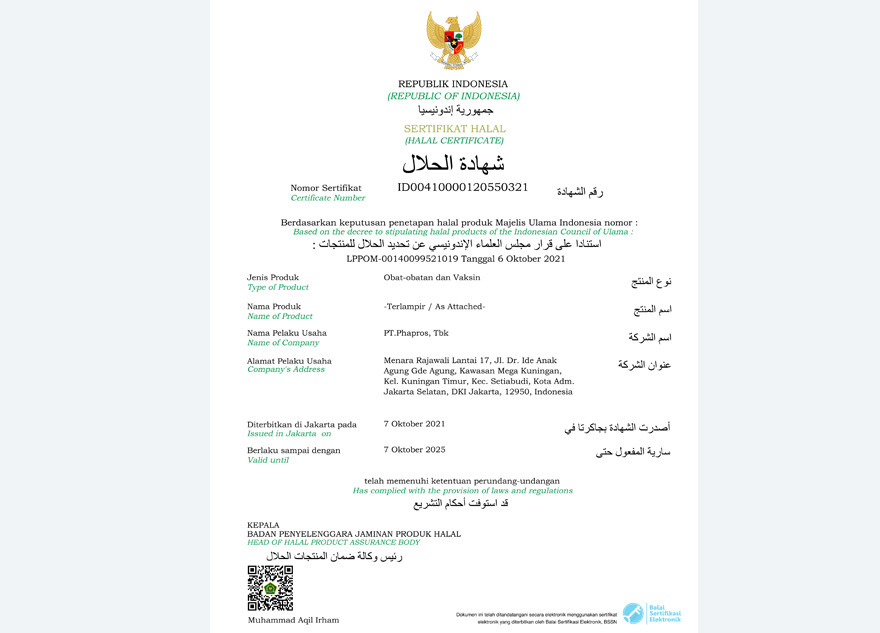 REPUBLIK INDONESIA
(REPUBLIC OF INDONESIA)
جمهورية إندونيسيا
SERTIFIKAT HALAL
(HALAL CERTIFICATE)
شهادة الحلال
Nomor Sertifikat ID00410000120550321 رقم الشهادة
Certificate Number
Berdasarkan keputusan penetapan halal produk Majelis Ulama Indonesia nomor :
Based on the decree to stipulating halal products of the Indonesian Council of Ulama :
استنادا على قرار مجلس العلماء الإندونيسي عن تحديد الحلال للمنتجات :
LPPOM-00140099521019 Tanggal 6 Oktober 2021
Jenis Produk Obat-obatan dan Vaksin نوع المنتج
Type of Product
Nama Produk -Terlampir / As Attached- اسم المنتج
Name of Product
Nama Pelaku Usaha PT.Phapros, Tbk اسم الشركة
Name of Company
Alamat Pelaku Usaha Menara Rajawali Lantai 17, Jl. Dr. Ide Anak عنوان الشركة
Company's Address Agung Gde Agung, Kawasan Mega Kuningan,
Kel. Kuningan Timur, Kec. Setiabudi, Kota Adm.
Jakarta Selatan, DKI Jakarta, 12950, Indonesia
Diterbitkan di Jakarta pada 7 Oktober 2021 أصدرت الشهادة بجاكرتا في
Issued in Jakarta on
Berlaku sampai dengan 7 Oktober 2025 سارية المفعول حتى
Valid until
telah memenuhi ketentuan perundang-undangan
Has complied with the provision of laws and regulations
قد استوفت أحكام التشريع
KEPALA
BADAN PENYELENGGARA JAMINAN PRODUK HALAL
HEAD OF HALAL PRODUCT ASSURANCE BODY
رئيس وكالة ضمان المنتجات الحلال
Muhammad Aqil Irham
Dokumen ini telah ditandatangani secara elektronik menggunakan sertifikat
elektronik yang diterbitkan oleh Balai Sertifikasi Elektronik, BSSN
Balai
Sertifikasi
Elektronik